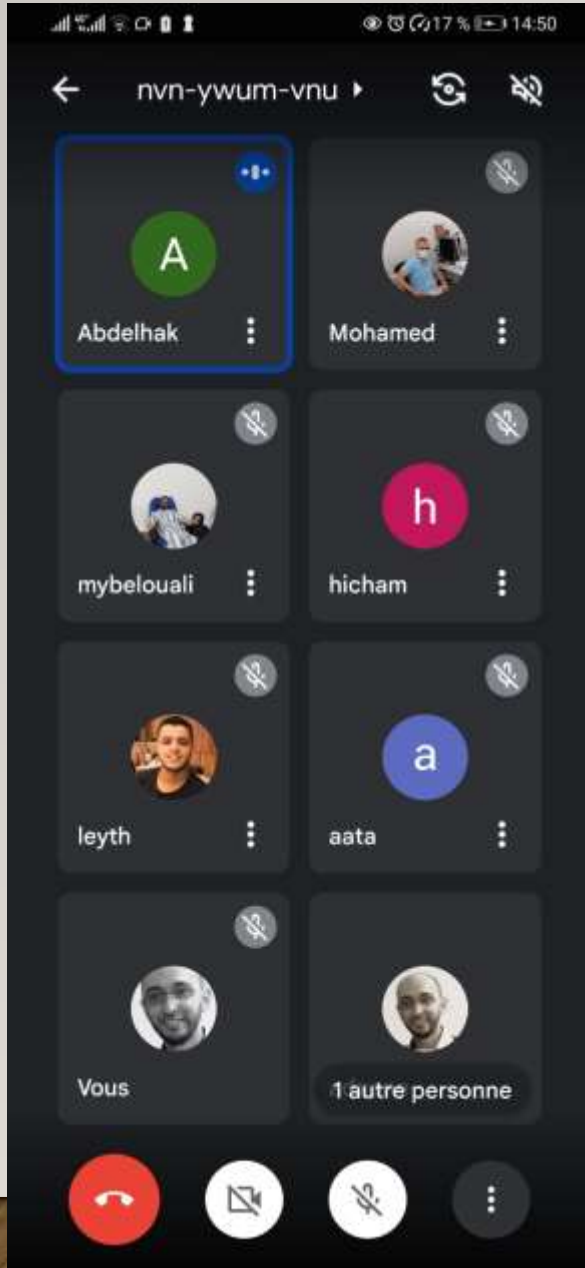 17 % 14:50
nvn-ywum-vnu
A
Abdelhak
Mohamed
mybelouali
h
hicham
leyth
a
aata
Vous
1 autre personne